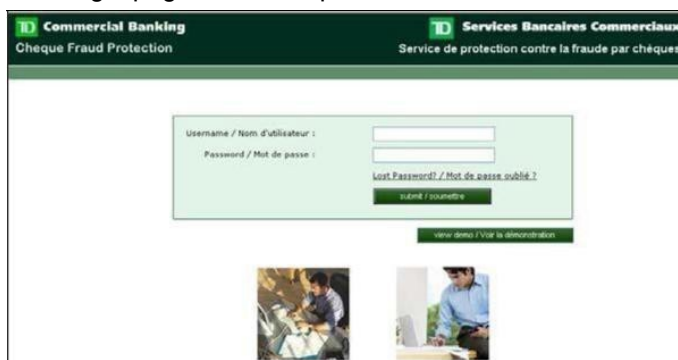 TD Commercial Banking
Cheque Fraud Protection
TD Services Bancaires Commerciaux
Service de protection contre la fraude par chèques
Username / Nom d'utilisateur :
Password / Mot de passe :
Lost Password? / Mot de passe oublié ?
submit / soumettre
view demo / Voir la démonstration